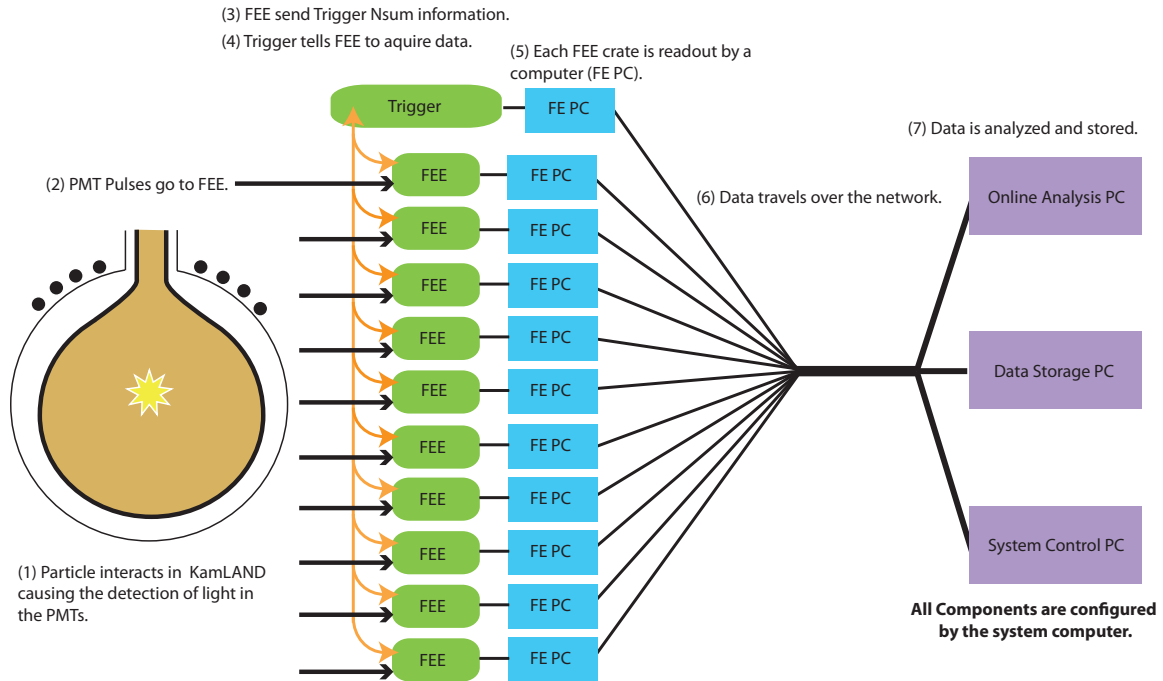 (3) FEE send Trigger Nsum information.
(4) Trigger tells FEE to aquire data.
(5) Each FEE crate is readout by a
computer (FE PC).
Trigger
FE PC
(7) Data is analyzed and stored.
(2) PMT Pulses go to FEE.
FEE
FE PC
(6) Data travels over the network.
Online Analysis PC
FEE
FE PC
FEE
FE PC
FEE
FE PC
Data Storage PC
FEE
FE PC
FEE
FE PC
FEE
FE PC
FEE
FE PC
System Control PC
(1) Particle interacts in KamLAND
causing the detection of light in
the PMTs.
FEE
FE PC
All Components are configured
by the system computer.
FEE
FE PC